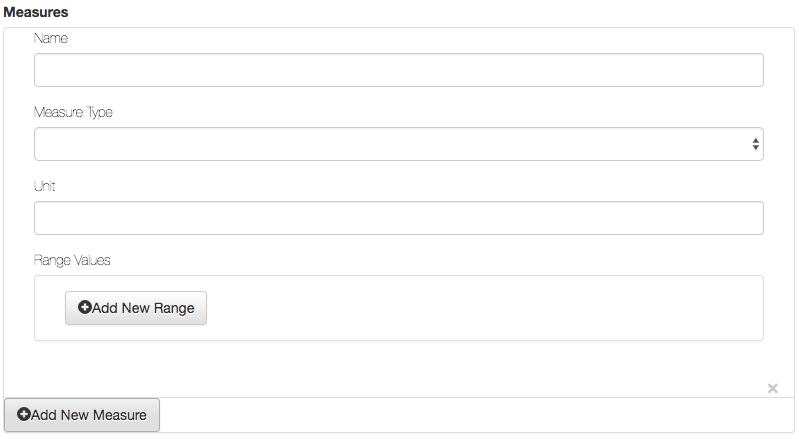 Measures
Name
Measure Type
Unit
Range Values
Add New Range
Add New Measure